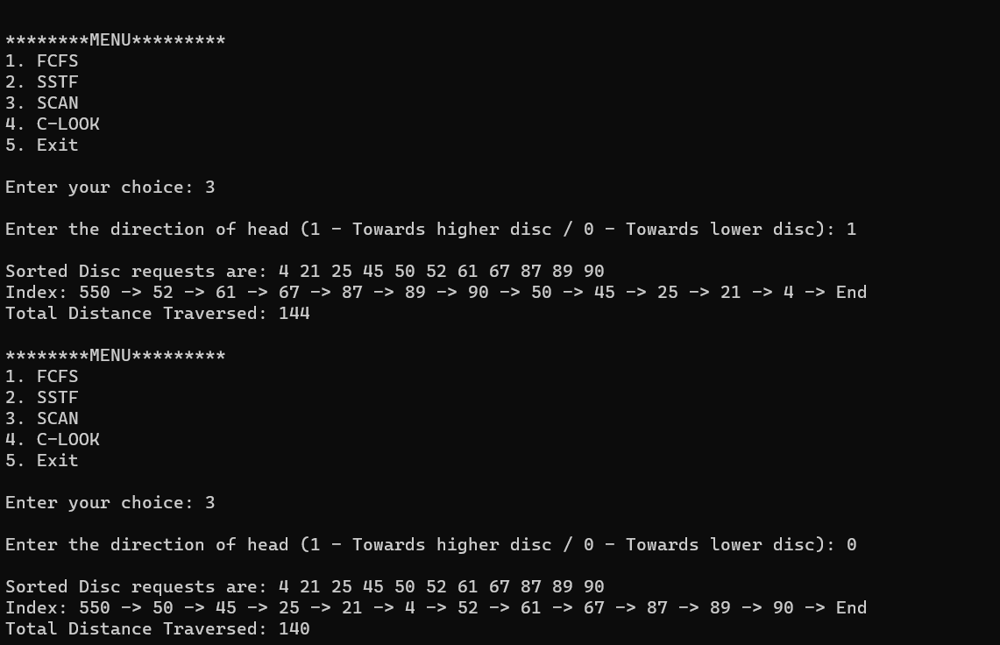 ********MENU*********
1. FCFS
2. SSTF
3. SCAN
4. C-LOOK
5. Exit
Enter your choice: 3
Enter the direction of head (1 - Towards higher disc / 0 - Towards lower disc): 1
Sorted Disc requests are: 4 21 25 45 50 52 61 67 87 89 90
Index: 550 -> 52 -> 61 -> 67 -> 87 -> 89 -> 90 -> 50 -> 45 -> 25 -> 21 -> 4 -> End
Total Distance Traversed: 144
********MENU*********
1. FCFS
2. SSTF
3. SCAN
4. C-LOOK
5. Exit
Enter your choice: 3
Enter the direction of head (1 - Towards higher disc / 0 - Towards lower disc): 0
Sorted Disc requests are: 4 21 25 45 50 52 61 67 87 89 90
Index: 550 -> 50 -> 45 -> 25 -> 21 -> 4 -> 52 -> 61 -> 67 -> 87 -> 89 -> 90 -> End
Total Distance Traversed: 140